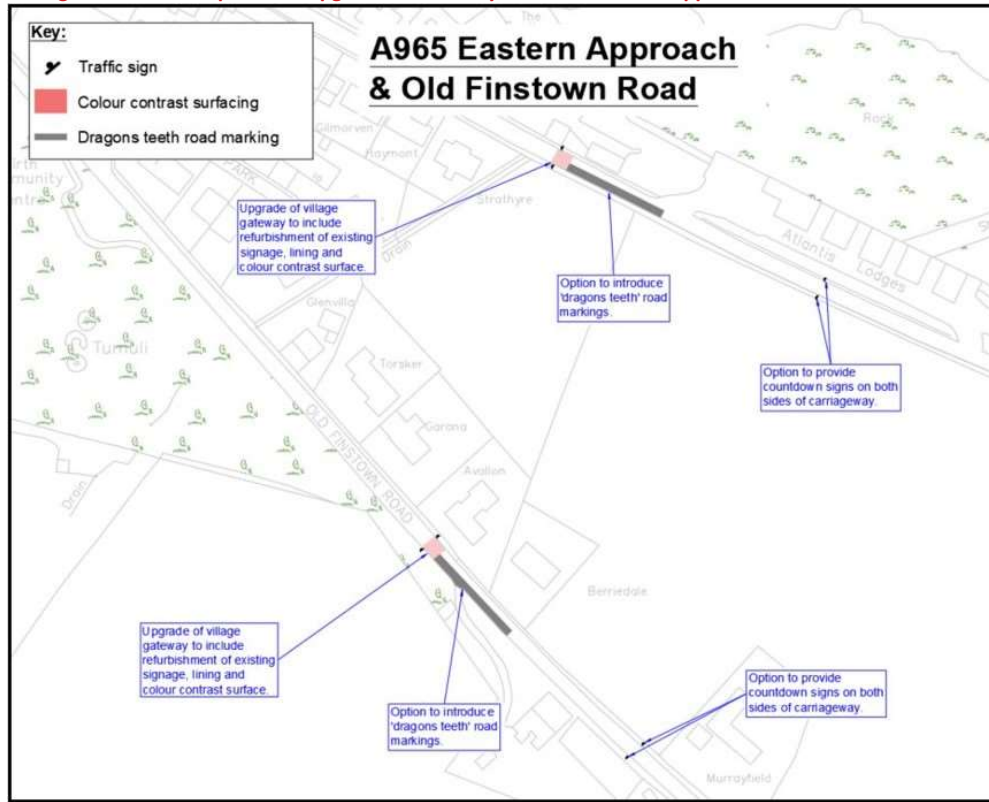 Key:
Traffic sign
Colour contrast surfacing
Dragons teeth road marking
A965 Eastern Approach
& Old Finstown Road
The
Rock
Gilmorven
Haymont
PARK
Strathyre
Drain
Upgrade of village
gateway to include
refurbishment of existing
signage, lining and
colour contrast surface.
Option to introduce
'dragons teeth' road
markings.
Atlantis Lodges
Option to provide
countdown signs on both
sides of carriageway.
Glenvilla
Tumuli
Torsker
Garona
Avallon
OLD FINSTOWN ROAD
Drain
Berriedale
Upgrade of village
gateway to include
refurbishment of existing
signage, lining and
colour contrast surface.
Option to introduce
'dragons teeth' road
markings.
Option to provide
countdown signs on both
sides of carriageway.
Murrayfield